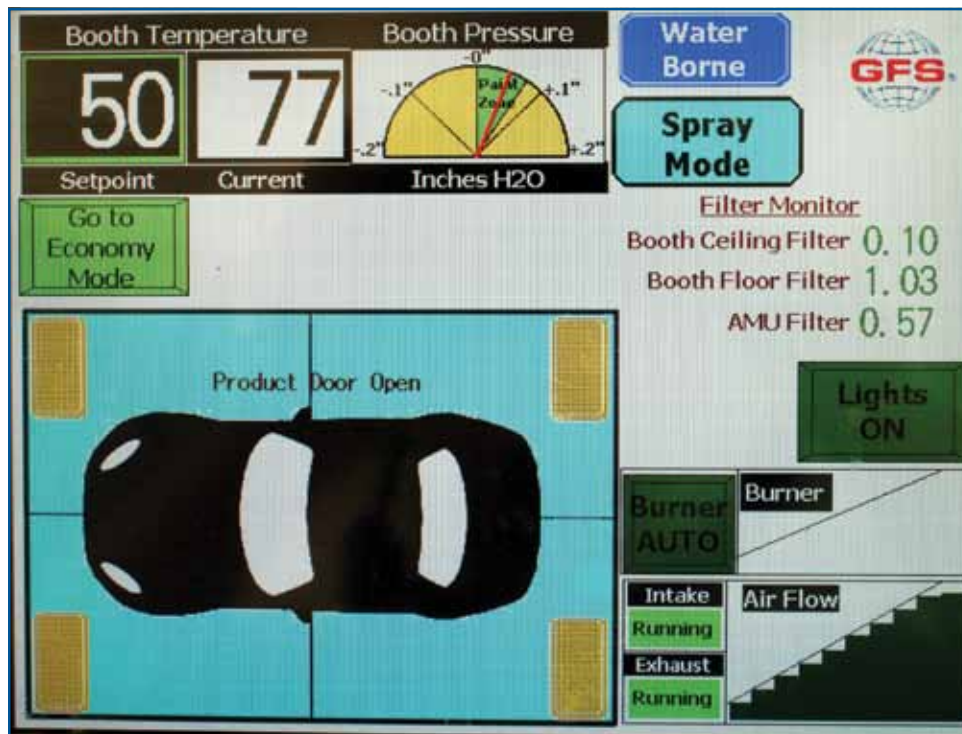 Booth Temperature
Booth Pressure
50
77
-0"
-.1"
+.1"
-.2"
+.2"
Paint
Zone
Setpoint
Current
Inches H2O
Water
Borne
GFS
Spray
Mode
Go to
Economy
Mode
Filter Monitor
Booth Ceiling Filter 0.10
Booth Floor Filter 1.03
AMU Filter 0.57
Product Door Open
Lights
ON
Burner
AUTO
Burner
Intake
Running
Exhaust
Running
Air Flow